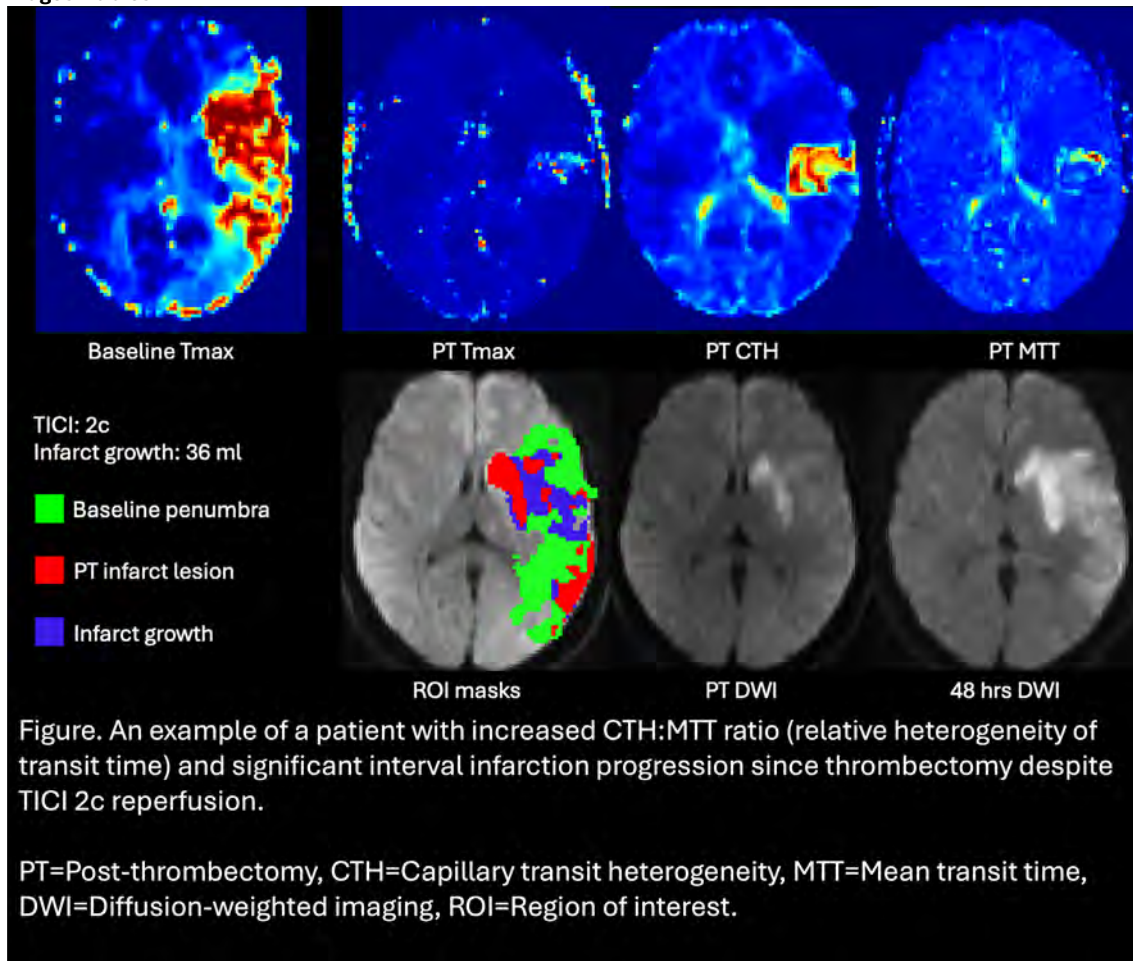 Baseline Tmax
PT Tmax
PT CTH
PT MTT
TICI: 2c
Infarct growth: 36 ml
Baseline penumbra
PT infarct lesion
Infarct growth
ROI masks
PT DWI
48 hrs DWI
Figure. An example of a patient with increased CTH:MTT ratio (relative heterogeneity of
transit time) and significant interval infarction progression since thrombectomy despite
TICI 2c reperfusion.
PT=Post-thrombectomy, CTH=Capillary transit heterogeneity, MTT=Mean transit time,
DWI=Diffusion-weighted imaging, ROI=Region of interest.